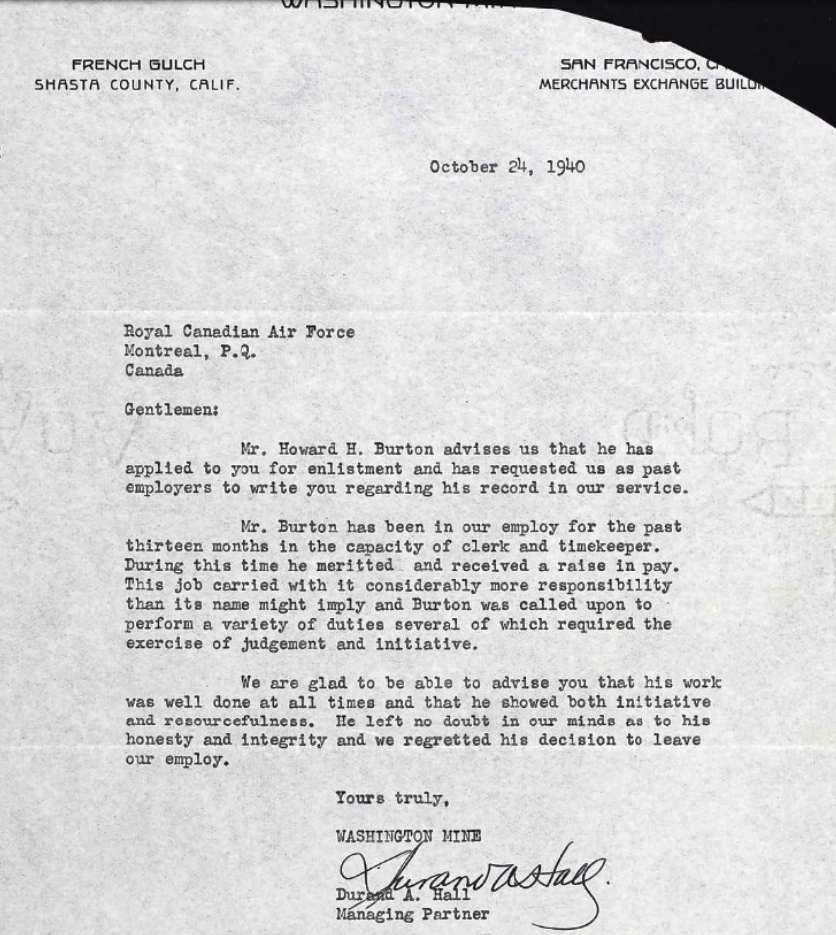 WASHINGTON
FRENCH GULCH
SHASTA COUNTY, CALIF.
SAN FRANCISCO,
MERCHANTS EXCHANGE
October 24, 1940
Royal Canadian Air Force
Montreal, P.Q.
Canada
Gentlemen:
Mr. Howard H. Burton advises us that he has
applied to you for enlistment and has requested us as past
employers to write you regarding his record in our service.
Mr. Burton has been in our employ for the past
thirteen months in the capacity of clerk and timekeeper.
During this time he meritted and received a raise in pay.
This job carried with it considerably more responsibility
than its name might imply and Burton was called upon to
perform a variety of duties several of which required the
exercise of judgement and initiative.
We are glad to be able to advise you that his work
was well done at all times and that he showed both initiative
and resourcefulness. He left no doubt in our minds as to his
honesty and integrity and we regretted his decision to leave
our employ.
Yours truly,
WASHINGTON MINE
Durand A Hall.
Durand A. Hall
Managing Partner